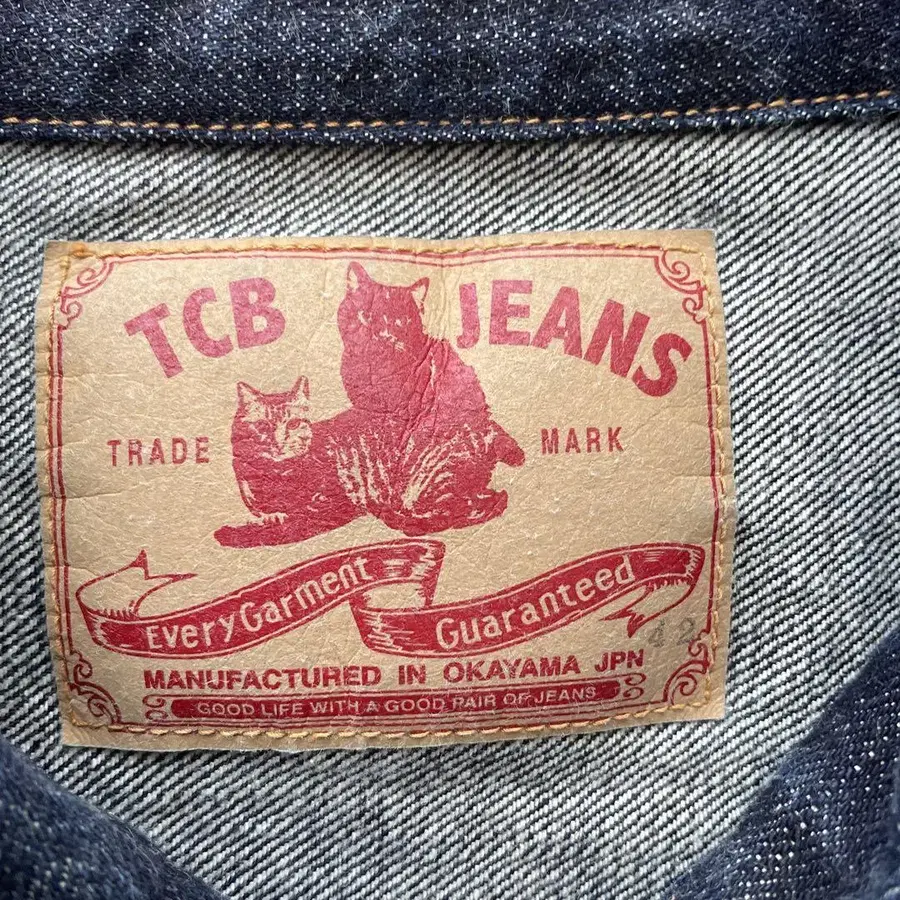 TCB JEANS
TRADE MARK
Every Garment Guaranteed
42
MANUFACTURED IN OKAYAMA JPN
GOOD LIFE WITH A GOOD PAIR OF JEANS